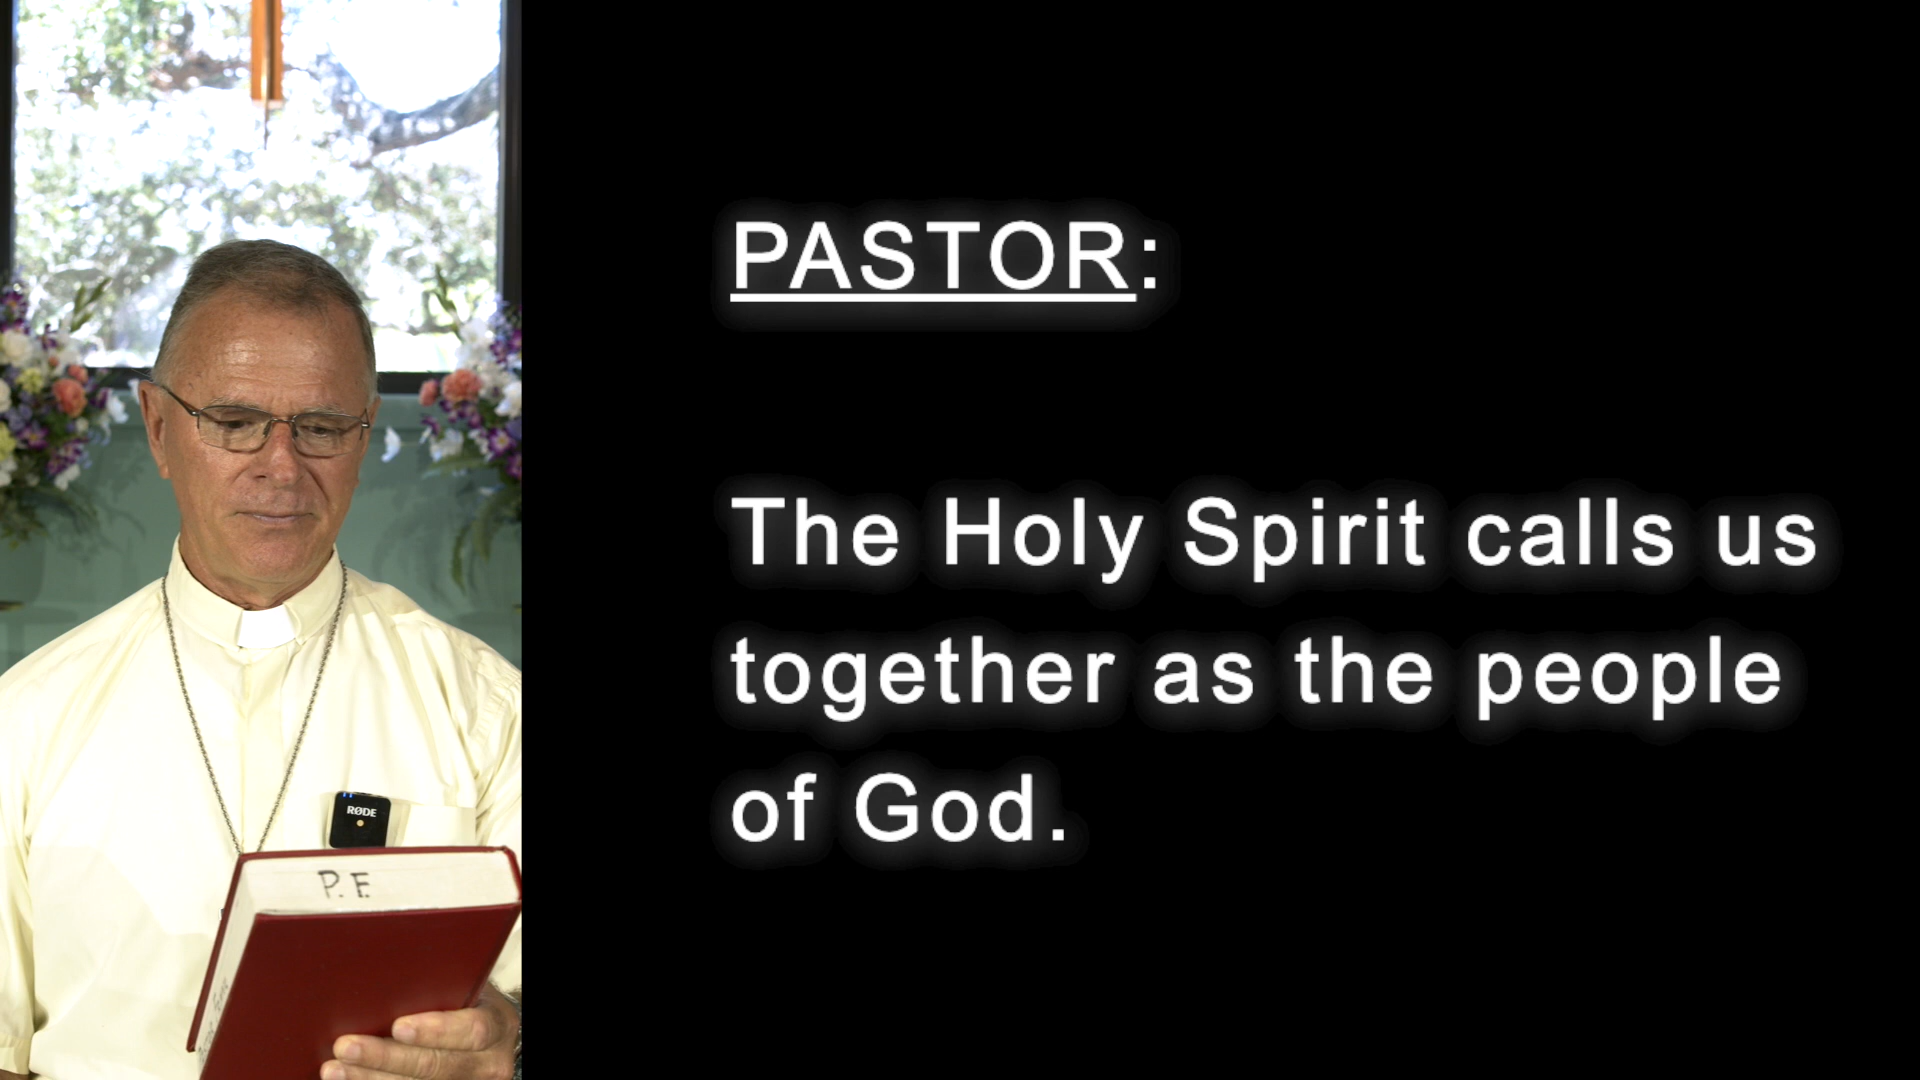 PASTOR:
The Holy Spirit calls us
together as the people
of God.
RØDE
P.E.